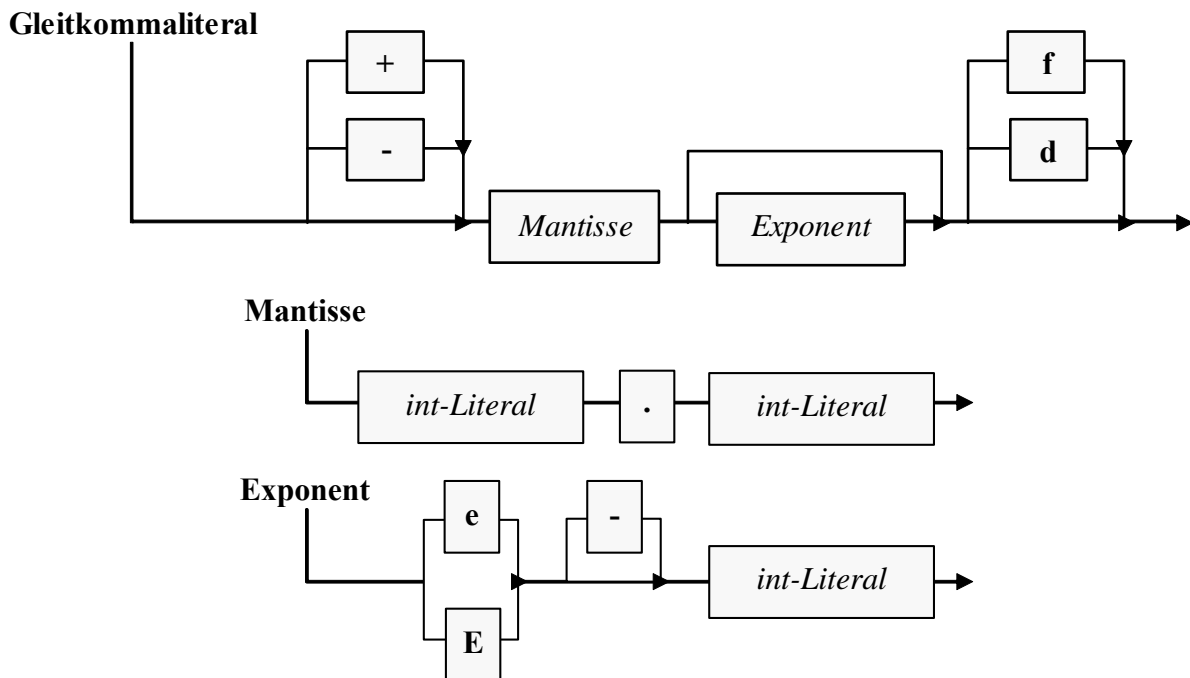 Gleitkommaliteral
+
f
-
d
Mantisse
Exponent
Mantisse
int-Literal
.
int-Literal
Exponent
e
-
int-Literal
E